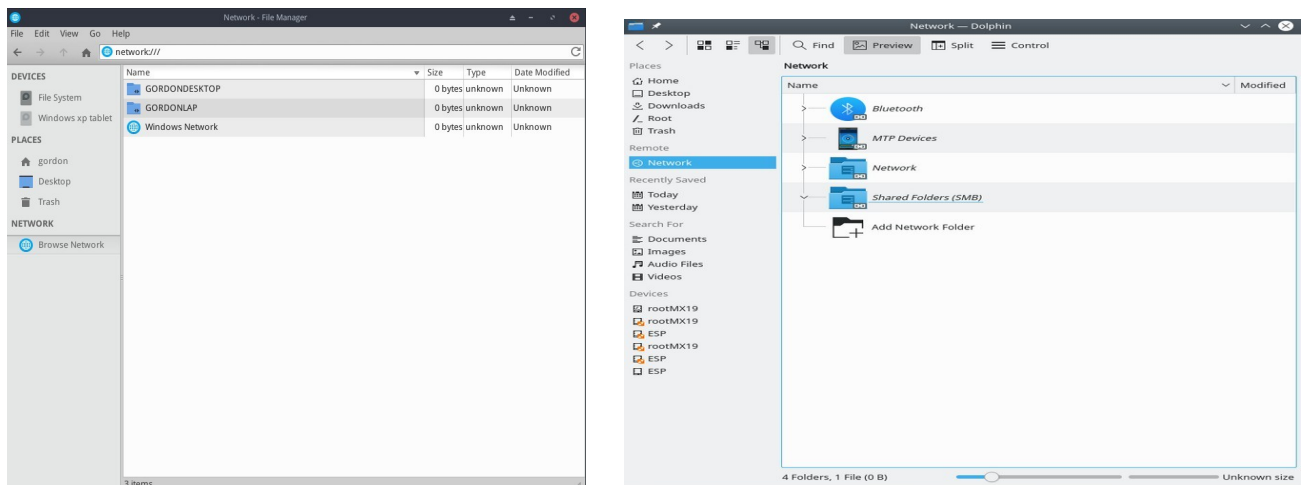 Network - File Manager
File Edit View Go Help
network:///
DEVICES
File System
Windows xp tablet
PLACES
gordon
Desktop
Trash
NETWORK
Browse Network
Name Size Type Date Modified
GORDONDESKTOP 0 bytes unknown Unknown
GORDONLAP 0 bytes unknown Unknown
Windows Network 0 bytes unknown Unknown
3 items
Network — Dolphin
Find Preview Split Control
Places
Home
Desktop
Downloads
Root
Trash
Remote
Network
Recently Saved
Today
Yesterday
Search For
Documents
Images
Audio Files
Videos
Devices
rootMX19
rootMX19
ESP
rootMX19
ESP
ESP
Network
Name Modified
Bluetooth
MTP Devices
Network
Shared Folders (SMB)
Add Network Folder
4 Folders, 1 File (0 B) Unknown size